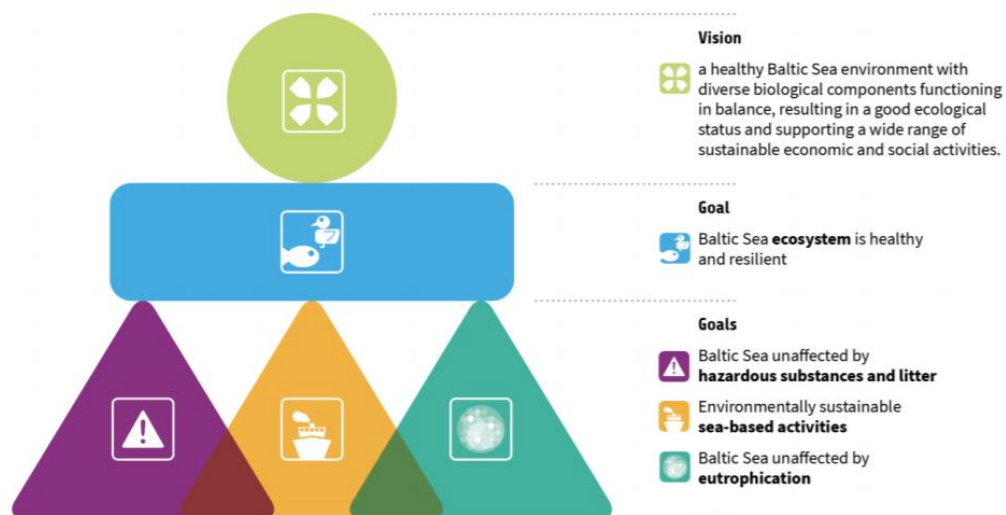 Vision
a healthy Baltic Sea environment with
diverse biological components functioning
in balance, resulting in a good ecological
status and supporting a wide range of
sustainable economic and social activities.
Goal
Baltic Sea ecosystem is healthy
and resilient
Goals
Baltic Sea unaffected by
hazardous substances and litter
Environmentally sustainable
sea-based activities
Baltic Sea unaffected by
eutrophication